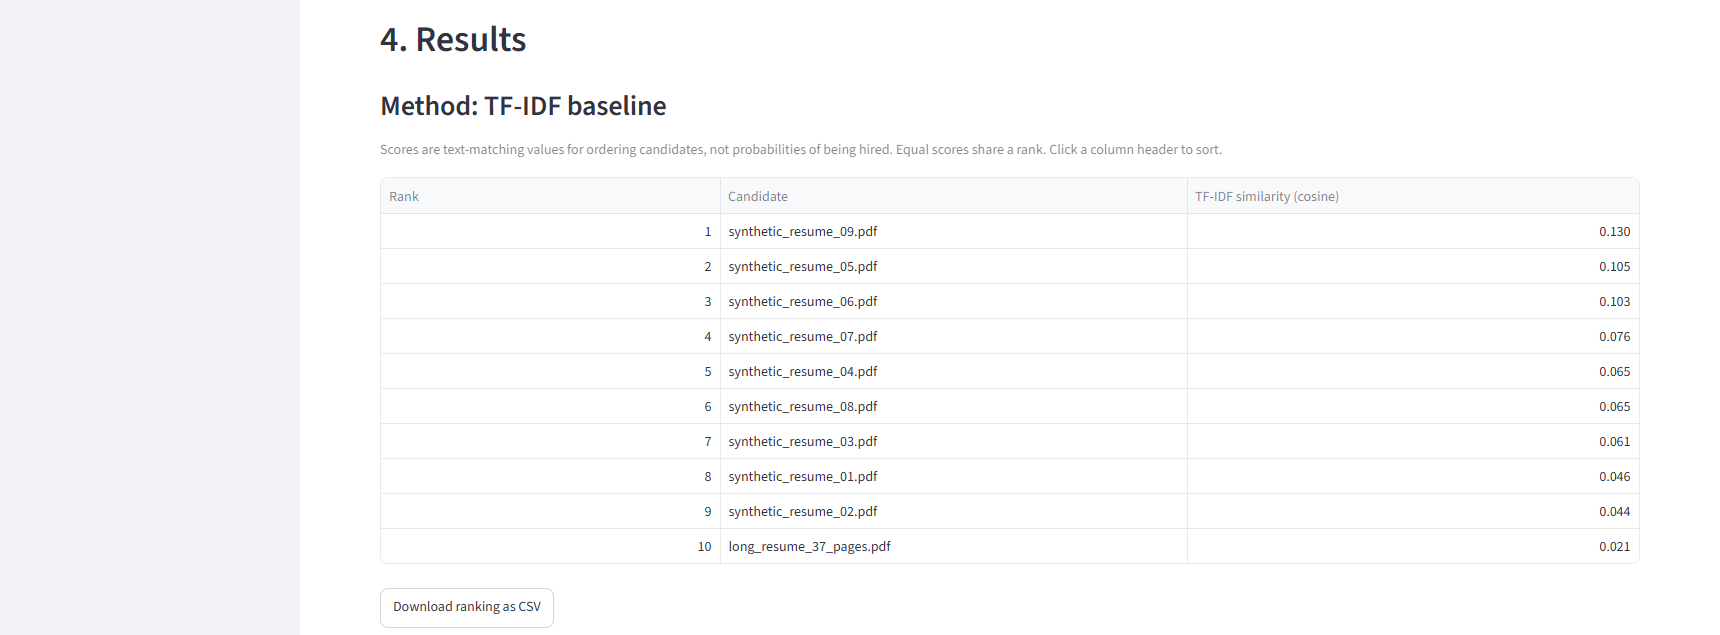 4. Results
Method: TF-IDF baseline
Scores are text-matching values for ordering candidates, not probabilities of being hired. Equal scores share a rank. Click a column header to sort.
Rank Candidate TF-IDF similarity (cosine)
1 synthetic_resume_09.pdf 0.130
2 synthetic_resume_05.pdf 0.105
3 synthetic_resume_06.pdf 0.103
4 synthetic_resume_07.pdf 0.076
5 synthetic_resume_04.pdf 0.065
6 synthetic_resume_08.pdf 0.065
7 synthetic_resume_03.pdf 0.061
8 synthetic_resume_01.pdf 0.046
9 synthetic_resume_02.pdf 0.044
10 long_resume_37_pages.pdf 0.021
Download ranking as CSV